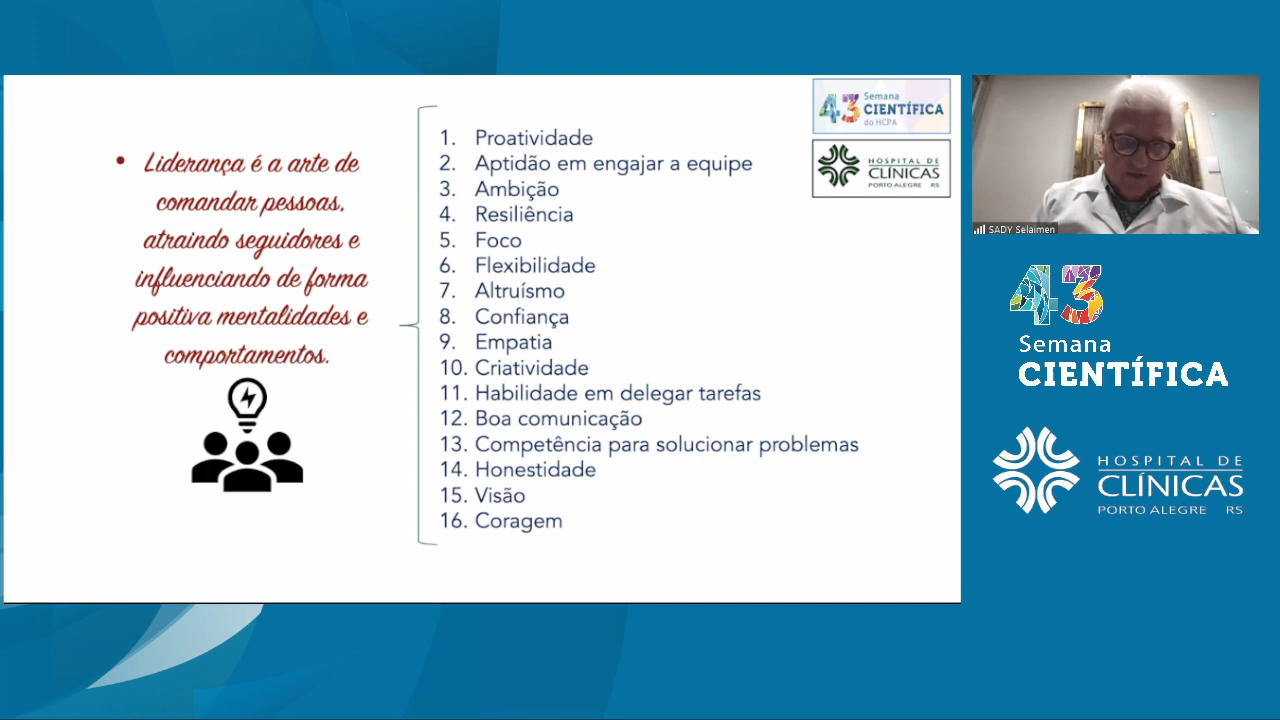 • Liderança é a arte de
comandar pessoas,
atraindo seguidores e
influenciando de forma
positiva mentalidades e
comportamentos.
1. Proatividade
2. Aptidão em engajar a equipe
3. Ambição
4. Resiliência
5. Foco
6. Flexibilidade
7. Altruísmo
8. Confiança
9. Empatia
10. Criatividade
11. Habilidade em delegar tarefas
12. Boa comunicação
13. Competência para solucionar problemas
14. Honestidade
15. Visão
16. Coragem
43 Semana
CIENTÍFICA
do HCPA
HOSPITAL DE
CLÍNICAS
PORTO ALEGRE RS
SADY Selaimen
43
Semana
CIENTÍFICA
HOSPITAL DE
CLÍNICAS
PORTO ALEGRE RS